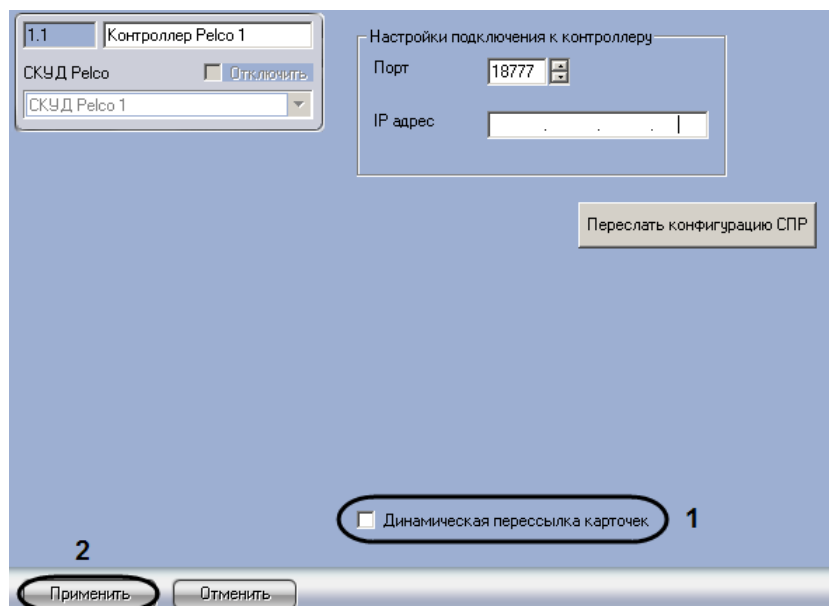 1.1 Контроллер Pelco 1
СКУД Pelco Отключить
СКУД Pelco 1
Настройки подключения к контроллеру
Порт 18777
IP адрес . . .
Переслать конфигурацию СПР
Динамическая перессылка карточек 1
2
Применить Отменить